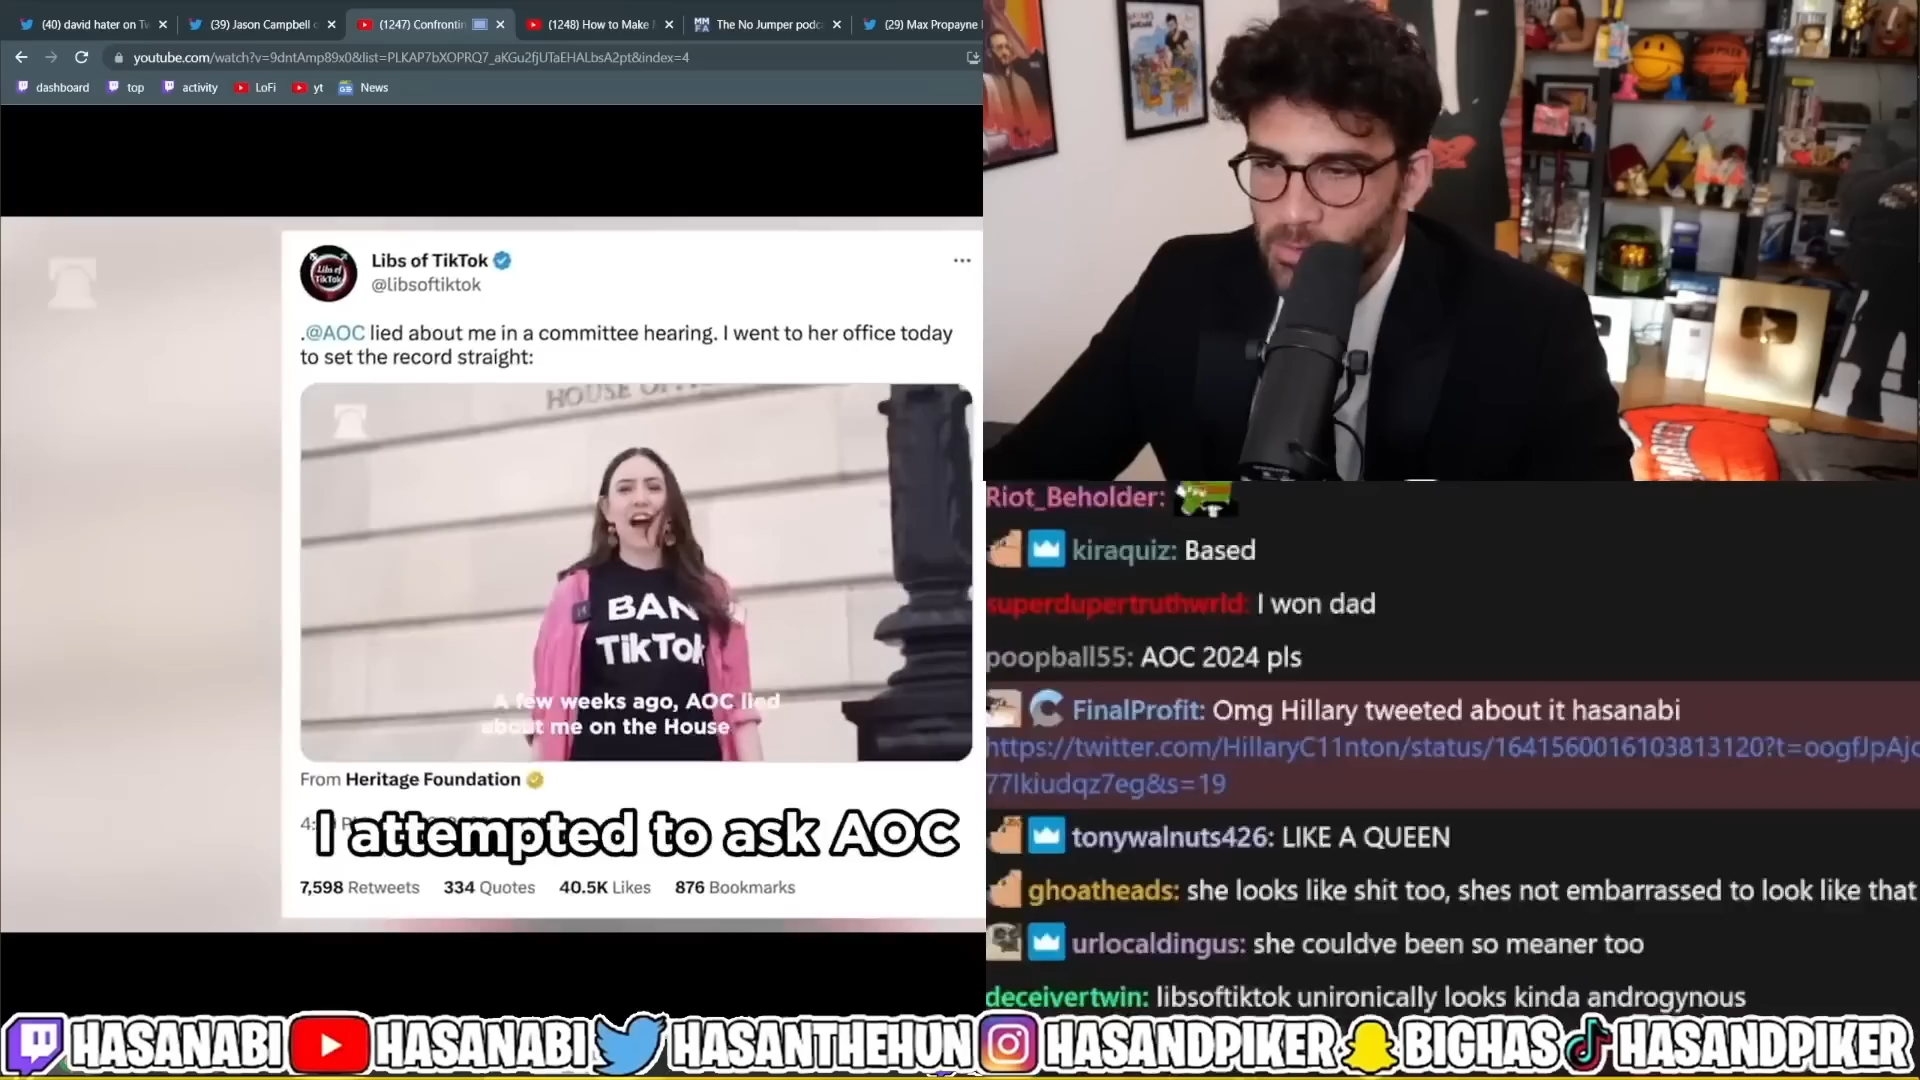 (40) david hater on Tw
(39) Jason Campbell o
(1247) Confrontin
(1248) How to Make
The No Jumper podc
(29) Max Propayne
youtube.com/watch?v=9dntAmp89x0&list=PLKAP7bXOPRQ7_aKGu2fjUTaEHALbsA2pt&index=4
dashboard
top
activity
LoFi
yt
News
Libs of TikTok
@libsoftiktok
.@AOC lied about me in a committee hearing. I went to her office today
to set the record straight:
HOUSE OF
BAN
TikTok
A few weeks ago, AOC lied
about me on the House
From Heritage Foundation
I attempted to ask AOC
7,598 Retweets 334 Quotes 40.5K Likes 876 Bookmarks
Riot_Beholder:
kiraquiz: Based
superdupertruthwrld: I won dad
poopball55: AOC 2024 pls
FinalProfit: Omg Hillary tweeted about it hasanabi
https://twitter.com/HillaryC11nton/status/1641560016103813120?t=oogfJpAjc
77lkiudqz7eg&s=19
tonywalnuts426: LIKE A QUEEN
ghoatheads: she looks like shit too, shes not embarrassed to look like that
urlocaldingus: she couldve been so meaner too
deceivertwin: libsoftiktok unironically looks kinda androgynous
HASANABI HASANABI HASANTHEHUN HASANDPIKER BIGHAS HASANDPIKER